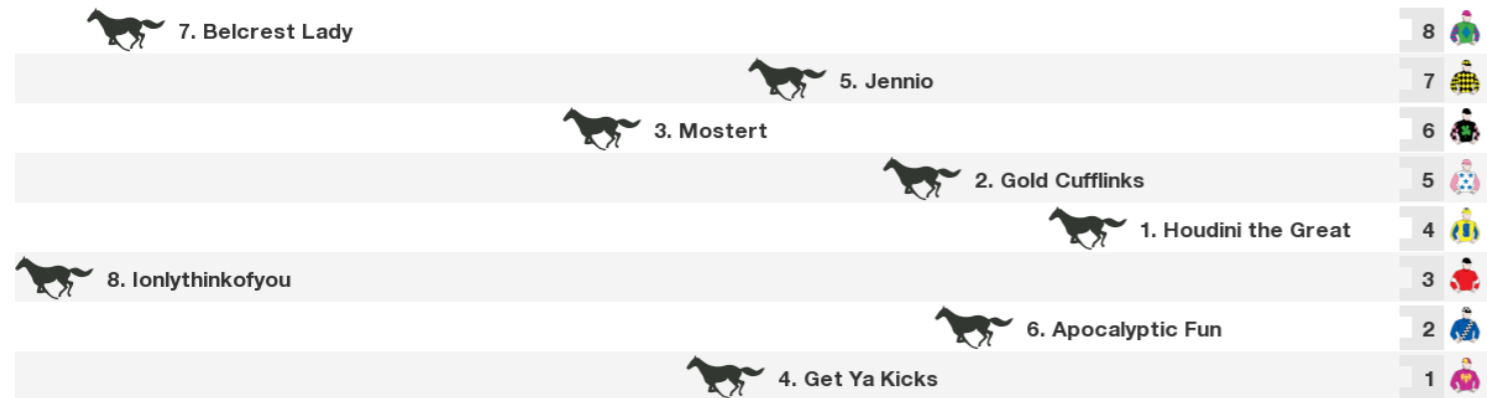 7. Belcrest Lady 8
5. Jennio 7
3. Mostert 6
2. Gold Cufflinks 5
1. Houdini the Great 4
8. Ionlythinkofyou 3
6. Apocalyptic Fun 2
4. Get Ya Kicks 1